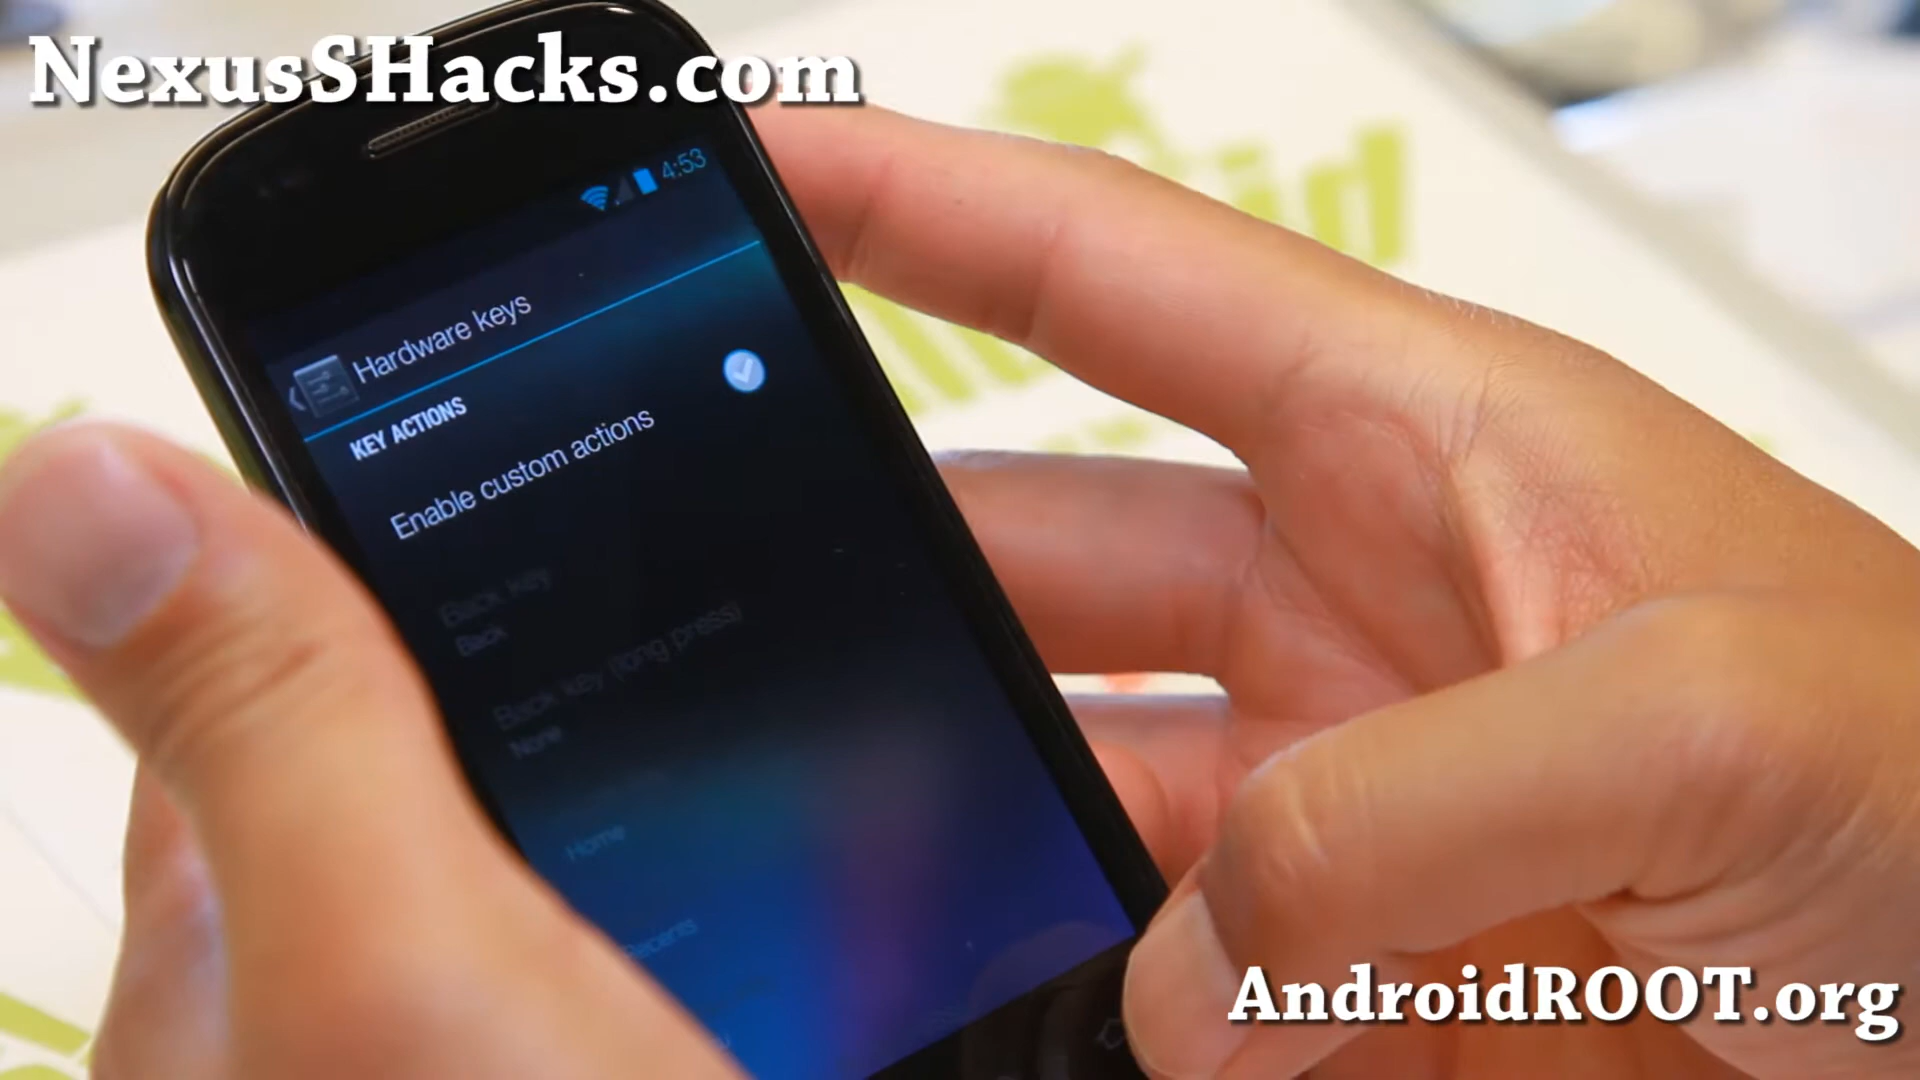 NexusSHacks.com
4:53
Hardware keys
KEY ACTIONS
Enable custom actions
Back key
Back
Back key (long press)
None
Home
Recents
AndroidROOT.org